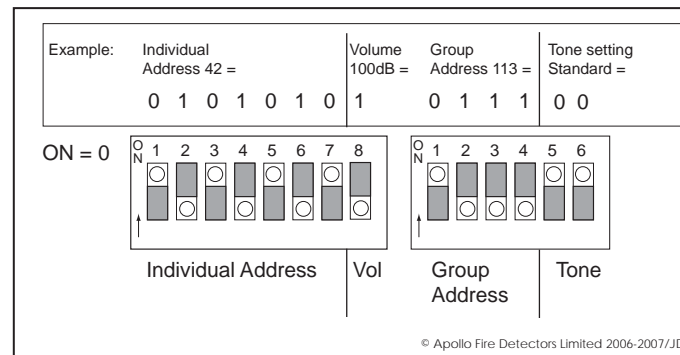 Example: Individual Volume Group Tone setting
Address 42 = 100dB = Address 113 = Standard =
0 1 0 1 0 1 0 1 0 1 1 1 0 0
ON = 0
ON 1 2 3 4 5 6 7 8 ON 1 2 3 4 5 6
Individual Address Vol Group Tone
Address
© Apollo Fire Detectors Limited 2006-2007/JD